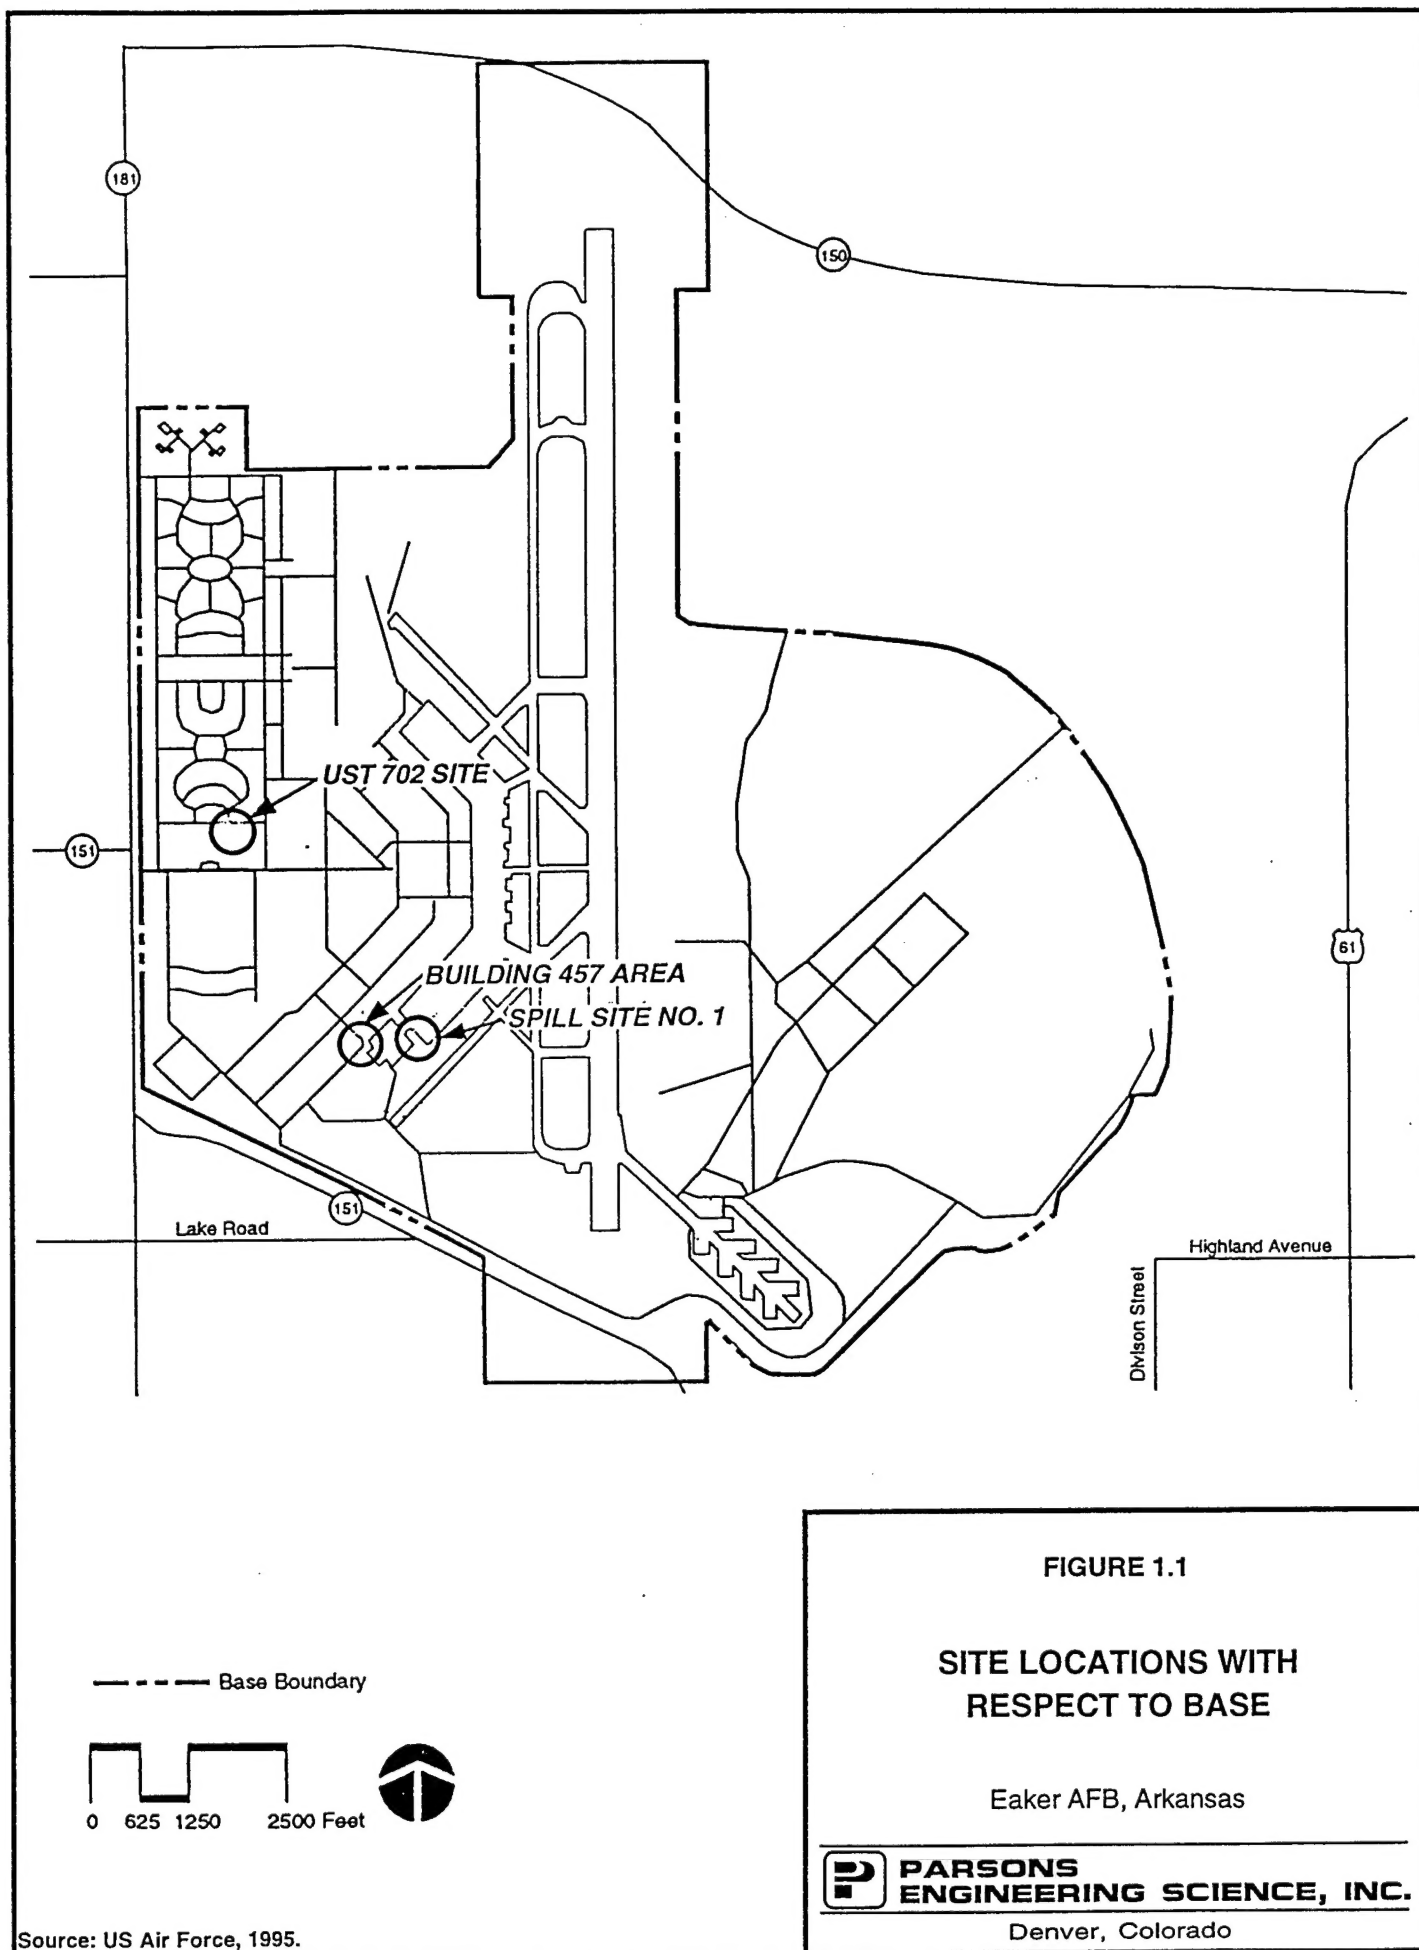 181
150
UST 702 SITE
151
61
BUILDING 457 AREA
SPILL SITE NO. 1
151
Lake Road
Highland Avenue
Divison Street
FIGURE 1.1
SITE LOCATIONS WITH
RESPECT TO BASE
Base Boundary
Eaker AFB, Arkansas
0 625 1250 2500 Feet
PARSONS
ENGINEERING SCIENCE, INC.
Denver, Colorado
Source: US Air Force, 1995.